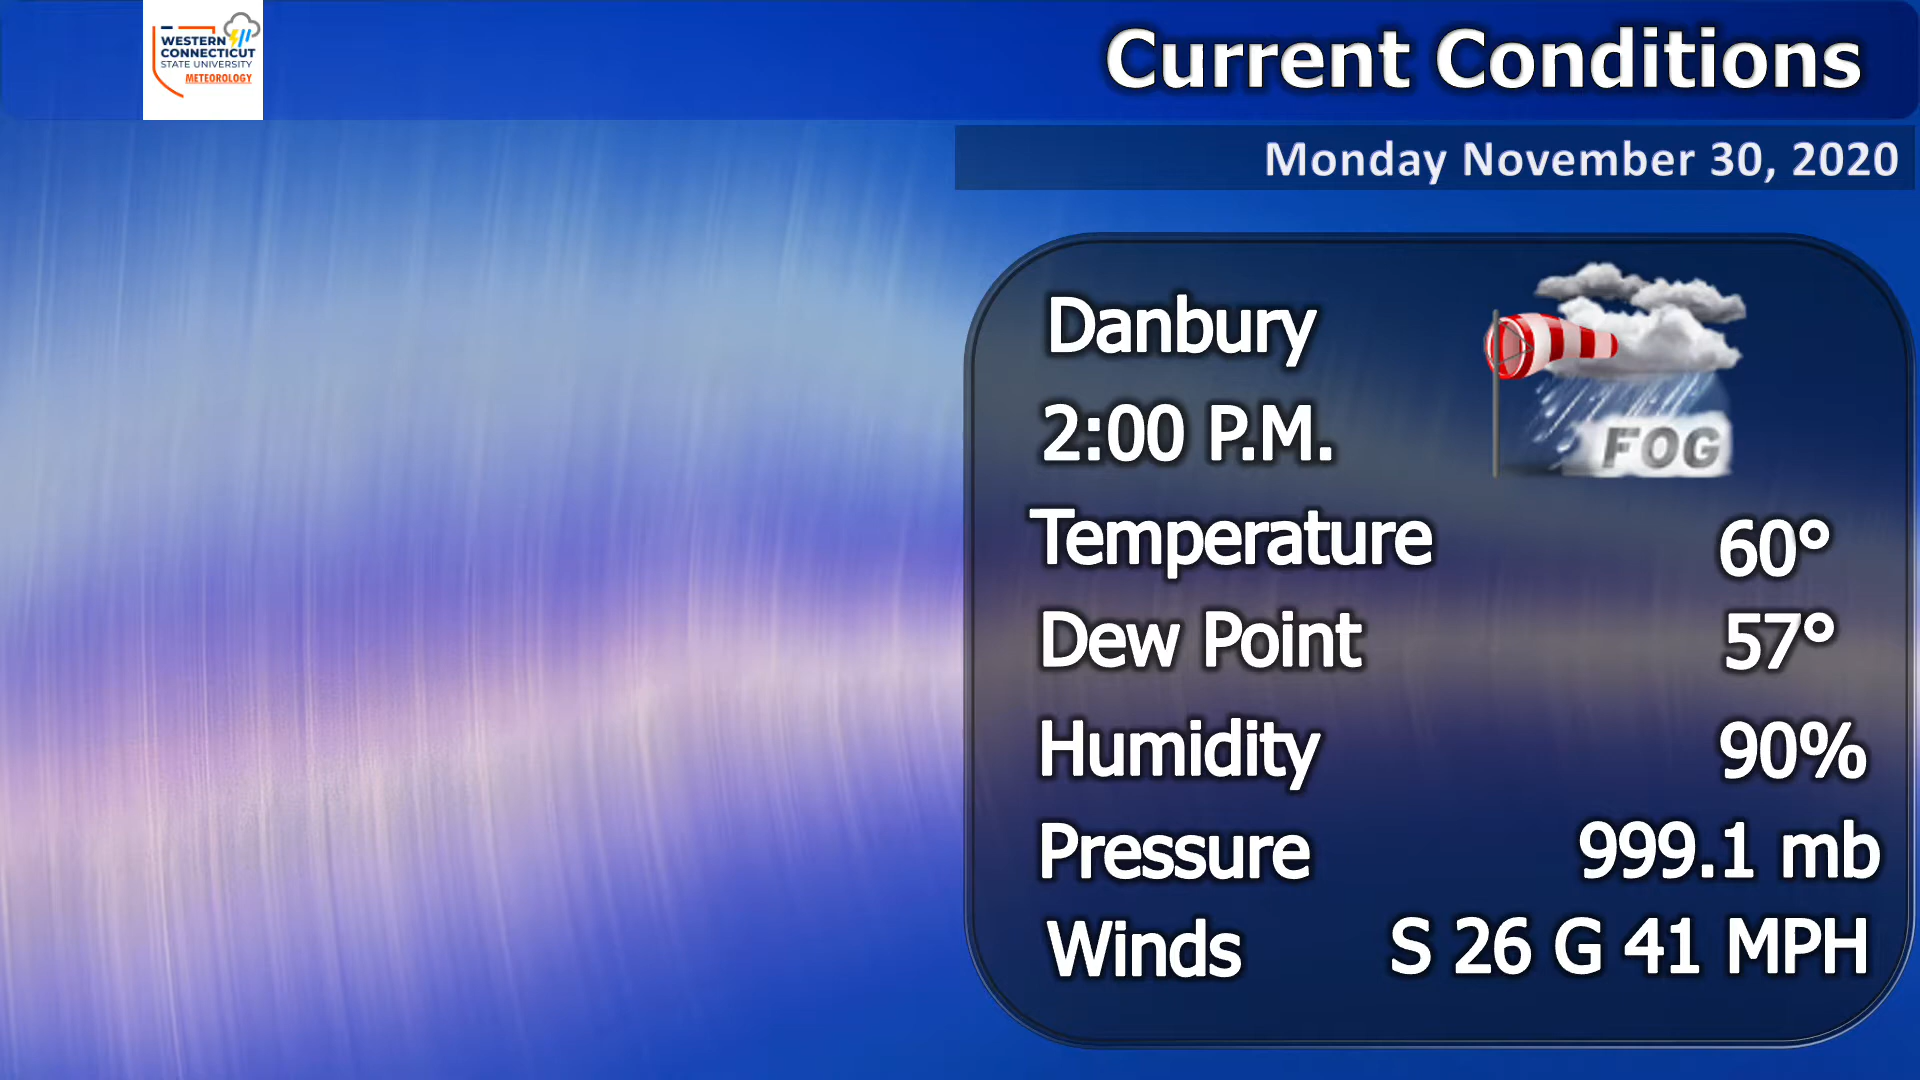 WESTERN
CONNECTICUT
STATE UNIVERSITY
METEOROLOGY
Current Conditions
Monday November 30, 2020
Danbury
2:00 P.M.
FOG
Temperature 60°
Dew Point 57°
Humidity 90%
Pressure 999.1 mb
Winds S 26 G 41 MPH